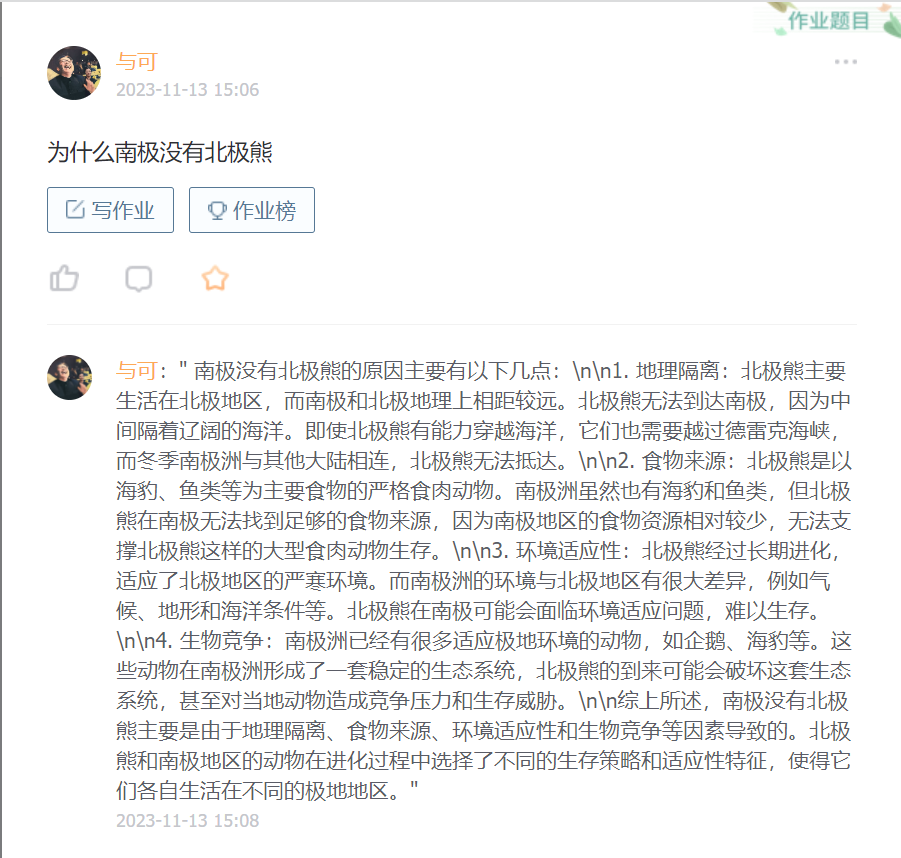 作业题目
与可
2023-11-13 15:06
为什么南极没有北极熊
写作业 作业榜
与可：" 南极没有北极熊的原因主要有以下几点：\n\n1. 地理隔离：北极熊主要
生活在北极地区，而南极和北极地理上相距较远。北极熊无法到达南极，因为中
间隔着辽阔的海洋。即使北极熊有能力穿越海洋，它们也需要越过德雷克海峡，
而冬季南极洲与其他大陆相连，北极熊无法抵达。\n\n2. 食物来源：北极熊是以
海豹、鱼类等为主要食物的严格食肉动物。南极洲虽然也有海豹和鱼类，但北极
熊在南极无法找到足够的食物来源，因为南极地区的食物资源相对较少，无法支
撑北极熊这样的大型食肉动物生存。\n\n3. 环境适应性：北极熊经过长期进化，
适应了北极地区的严寒环境。而南极洲的环境与北极地区有很大差异，例如气
候、地形和海洋条件等。北极熊在南极可能会面临环境适应问题，难以生存。
\n\n4. 生物竞争：南极洲已经有很多适应极地环境的动物，如企鹅、海豹等。这
些动物在南极洲形成了一套稳定的生态系统，北极熊的到来可能会破坏这套生态
系统，甚至对当地动物造成竞争压力和生存威胁。\n\n综上所述，南极没有北极
熊主要是由于地理隔离、食物来源、环境适应性和生物竞争等因素导致的。北极
熊和南极地区的动物在进化过程中选择了不同的生存策略和适应性特征，使得它
们各自生活在不同的极地地区。"
2023-11-13 15:08